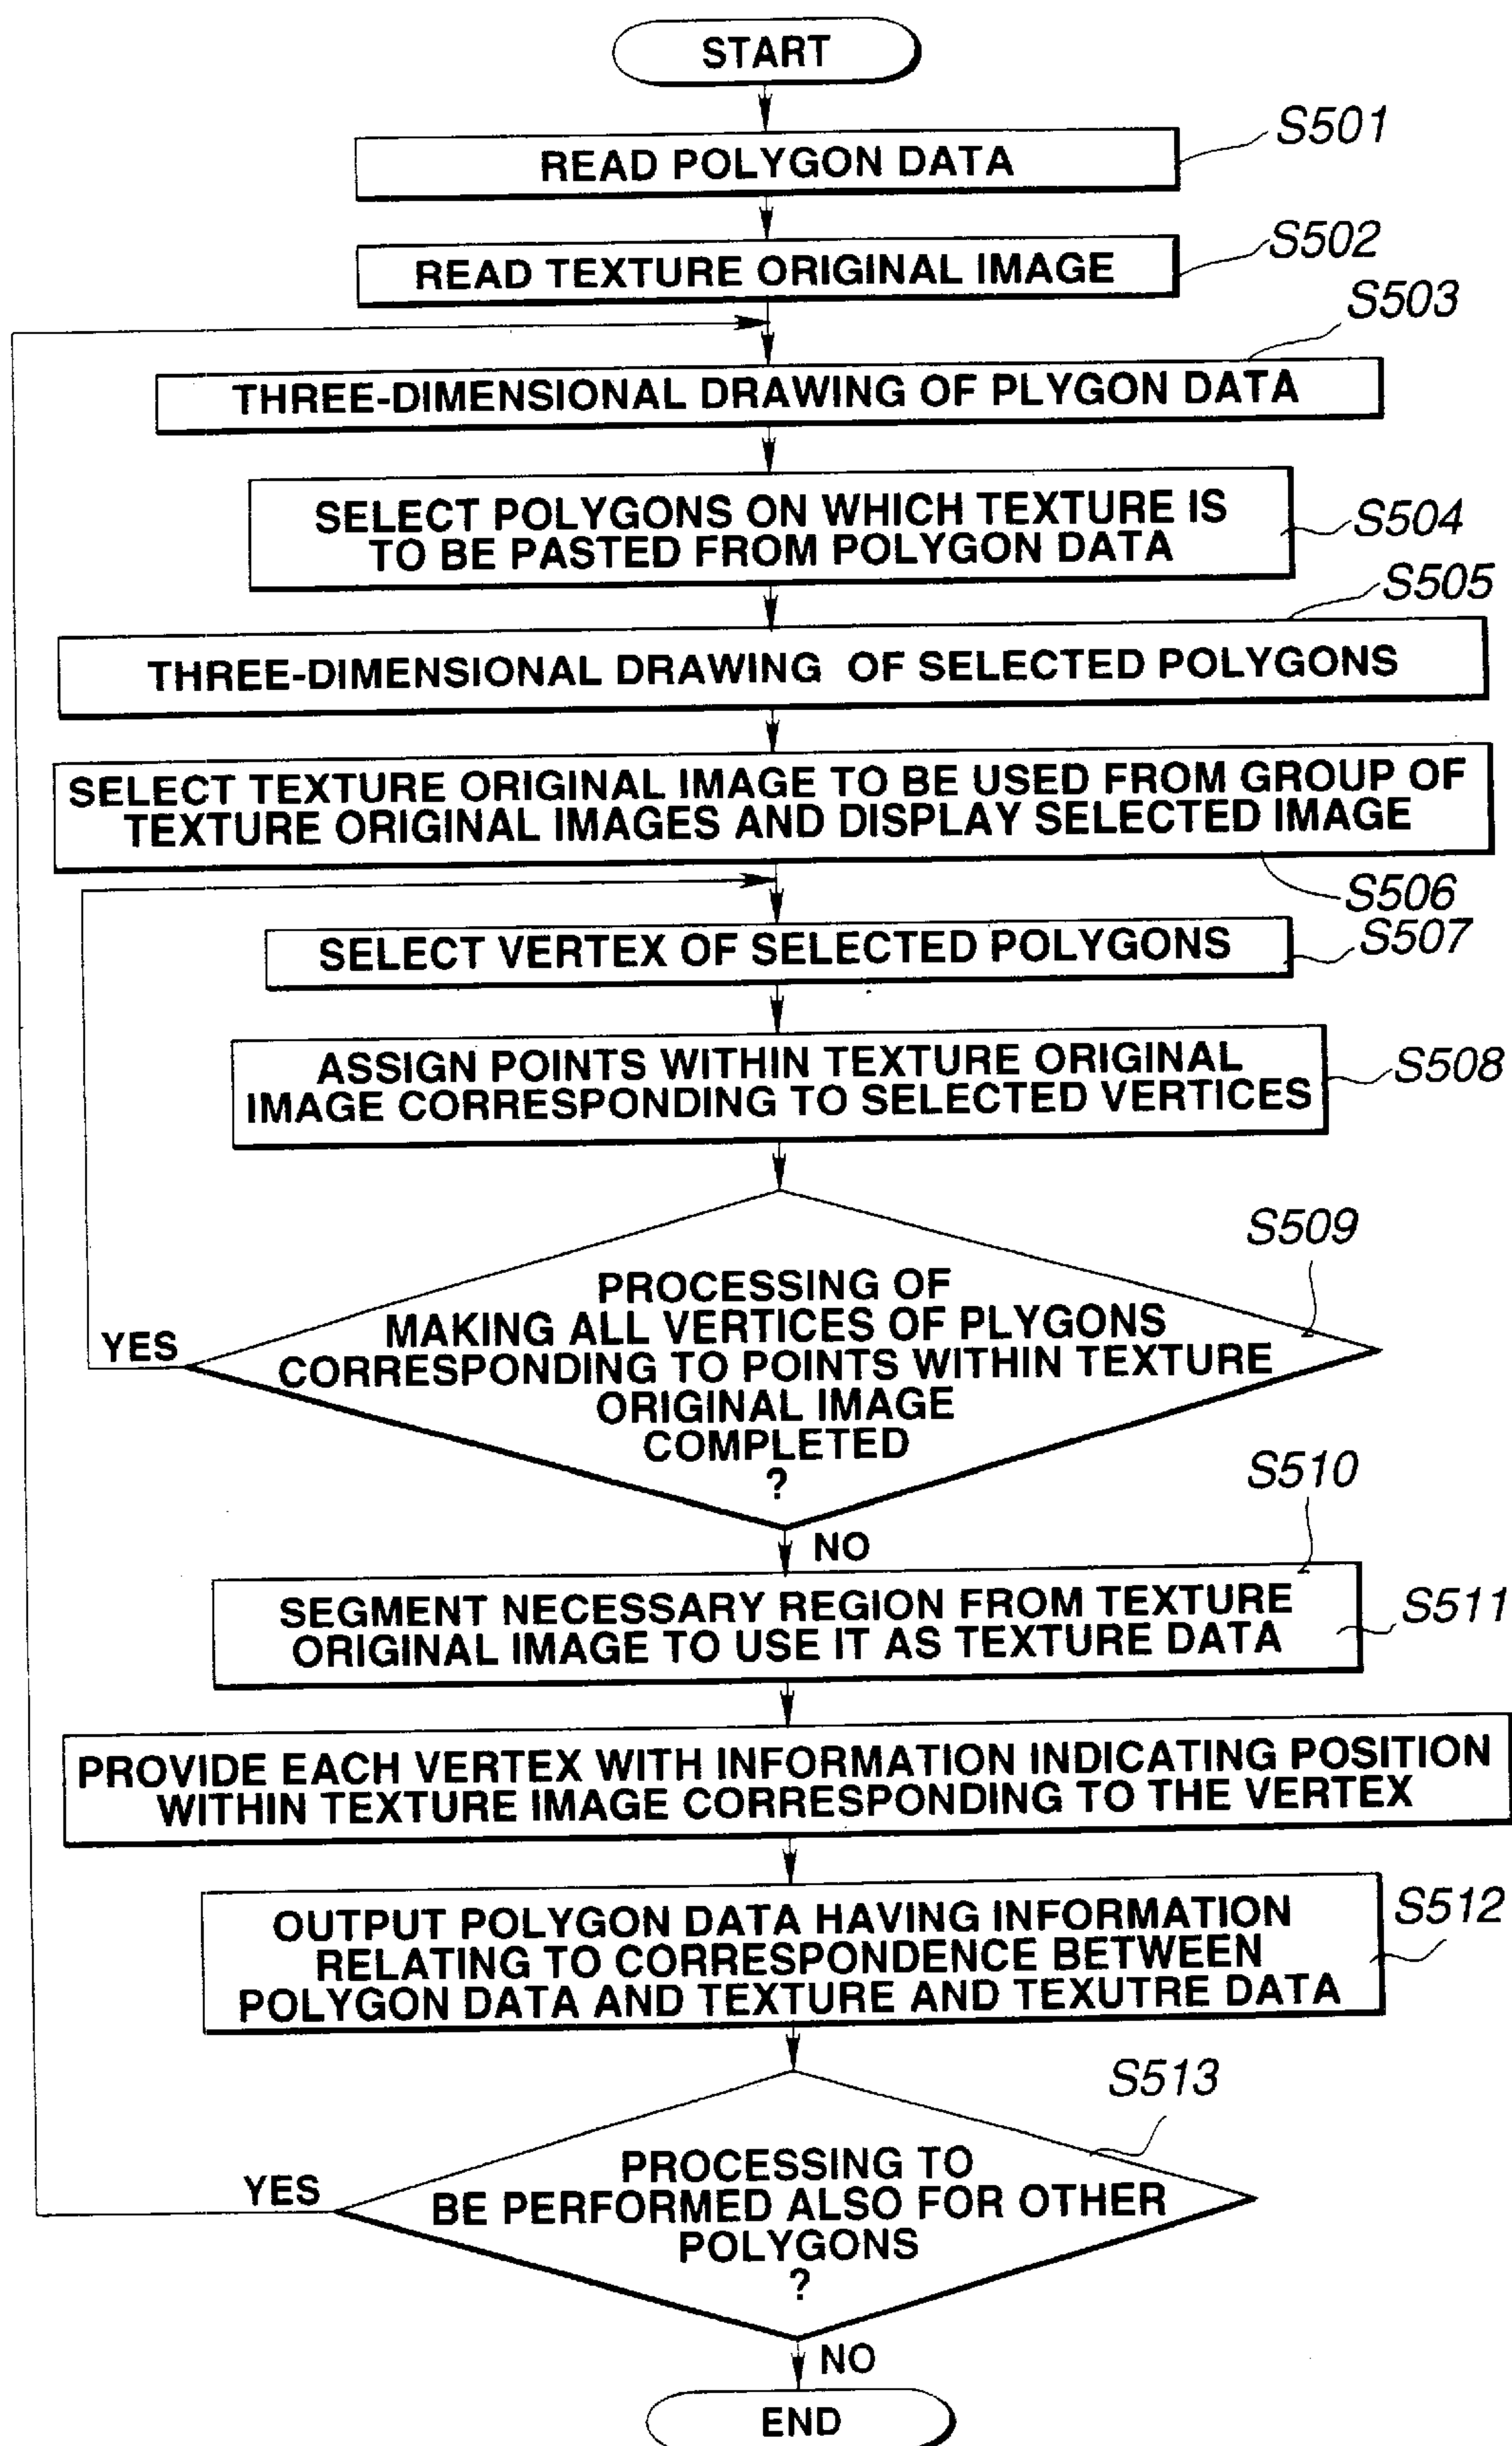 START
S501
READ POLYGON DATA
S502
READ TEXTURE ORIGINAL IMAGE
S503
THREE-DIMENSIONAL DRAWING OF PLYGON DATA
SELECT POLYGONS ON WHICH TEXTURE IS
TO BE PASTED FROM POLYGON DATA
S504
S505
THREE-DIMENSIONAL DRAWING OF SELECTED POLYGONS
SELECT TEXTURE ORIGINAL IMAGE TO BE USED FROM GROUP OF
TEXTURE ORIGINAL IMAGES AND DISPLAY SELECTED IMAGE
S506
SELECT VERTEX OF SELECTED POLYGONS
S507
ASSIGN POINTS WITHIN TEXTURE ORIGINAL
IMAGE CORRESPONDING TO SELECTED VERTICES
S508
S509
PROCESSING OF
MAKING ALL VERTICES OF PLYGONS
CORRESPONDING TO POINTS WITHIN TEXTURE
ORIGINAL IMAGE
COMPLETED
?
YES
NO
S510
SEGMENT NECESSARY REGION FROM TEXTURE
ORIGINAL IMAGE TO USE IT AS TEXTURE DATA
S511
PROVIDE EACH VERTEX WITH INFORMATION INDICATING POSITION
WITHIN TEXTURE IMAGE CORRESPONDING TO THE VERTEX
OUTPUT POLYGON DATA HAVING INFORMATION
RELATING TO CORRESPONDENCE BETWEEN
POLYGON DATA AND TEXTURE AND TEXUTRE DATA
S512
S513
PROCESSING TO
BE PERFORMED ALSO FOR OTHER
POLYGONS
?
YES
NO
END